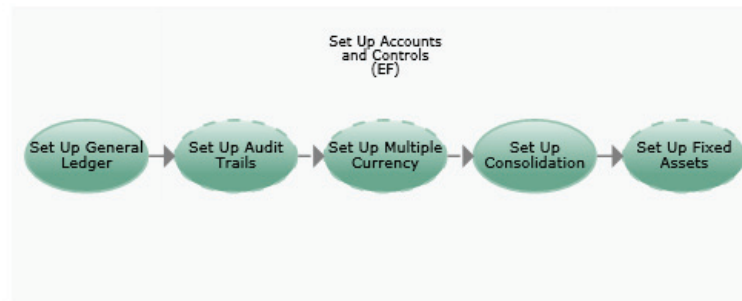 Set Up Accounts
and Controls
(EF)
Set Up General
Ledger
Set Up Audit
Trails
Set Up Multiple
Currency
Set Up
Consolidation
Set Up Fixed
Assets